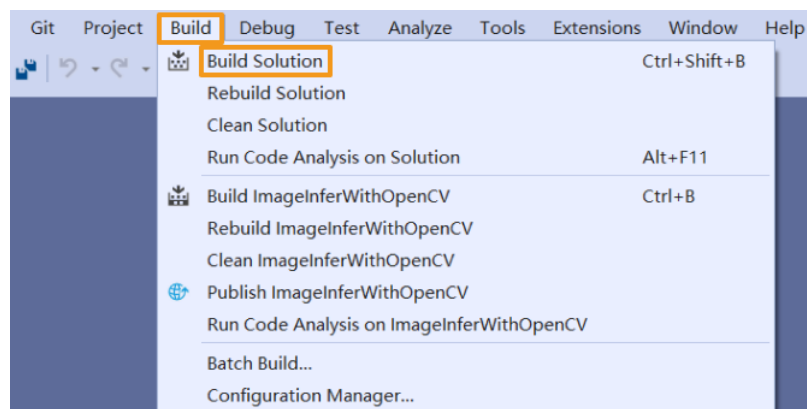 Git Project Build Debug Test Analyze Tools Extensions Window Help
Build Solution Ctrl+Shift+B
Rebuild Solution
Clean Solution
Run Code Analysis on Solution Alt+F11
Build ImageInferWithOpenCV Ctrl+B
Rebuild ImageInferWithOpenCV
Clean ImageInferWithOpenCV
Publish ImageInferWithOpenCV
Run Code Analysis on ImageInferWithOpenCV
Batch Build...
Configuration Manager...